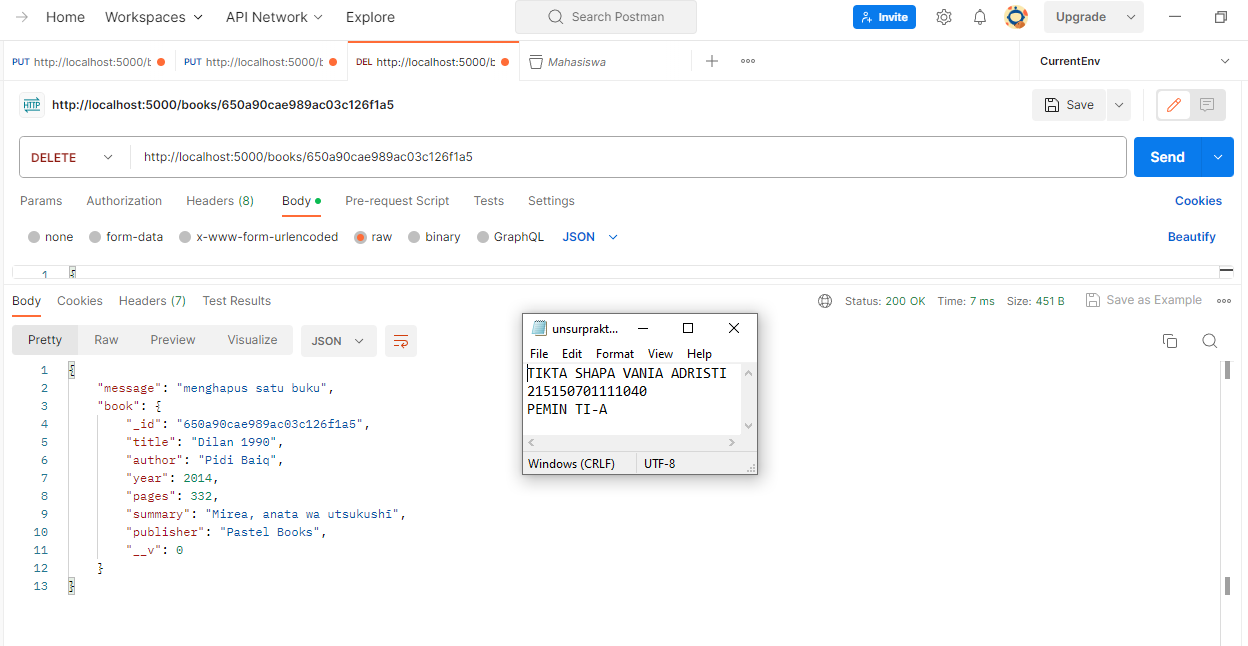 Home Workspaces API Network Explore Search Postman Invite Upgrade
PUT http://localhost:5000/b PUT http://localhost:5000/b DEL http://localhost:5000/b Mahasiswa CurrentEnv
HTTP http://localhost:5000/books/650a90cae989ac03c126f1a5 Save
DELETE http://localhost:5000/books/650a90cae989ac03c126f1a5 Send
Params Authorization Headers (8) Body Pre-request Script Tests Settings Cookies
none form-data x-www-form-urlencoded raw binary GraphQL JSON Beautify
1 {
Body Cookies Headers (7) Test Results Status: 200 OK Time: 7 ms Size: 451 B Save as Example
Pretty Raw Preview Visualize JSON
1 {
2 "message": "menghapus satu buku",
3 "book": {
4 "_id": "650a90cae989ac03c126f1a5",
5 "title": "Dilan 1990",
6 "author": "Pidi Baiq",
7 "year": 2014,
8 "pages": 332,
9 "summary": "Mirea, anata wa utsukushi",
10 "publisher": "Pastel Books",
11 "__v": 0
12 }
13 }
unsurprakt...
File Edit Format View Help
TIKTA SHAPA VANIA ADRISTI
215150701111040
PEMIN TI-A
Windows (CRLF) UTF-8